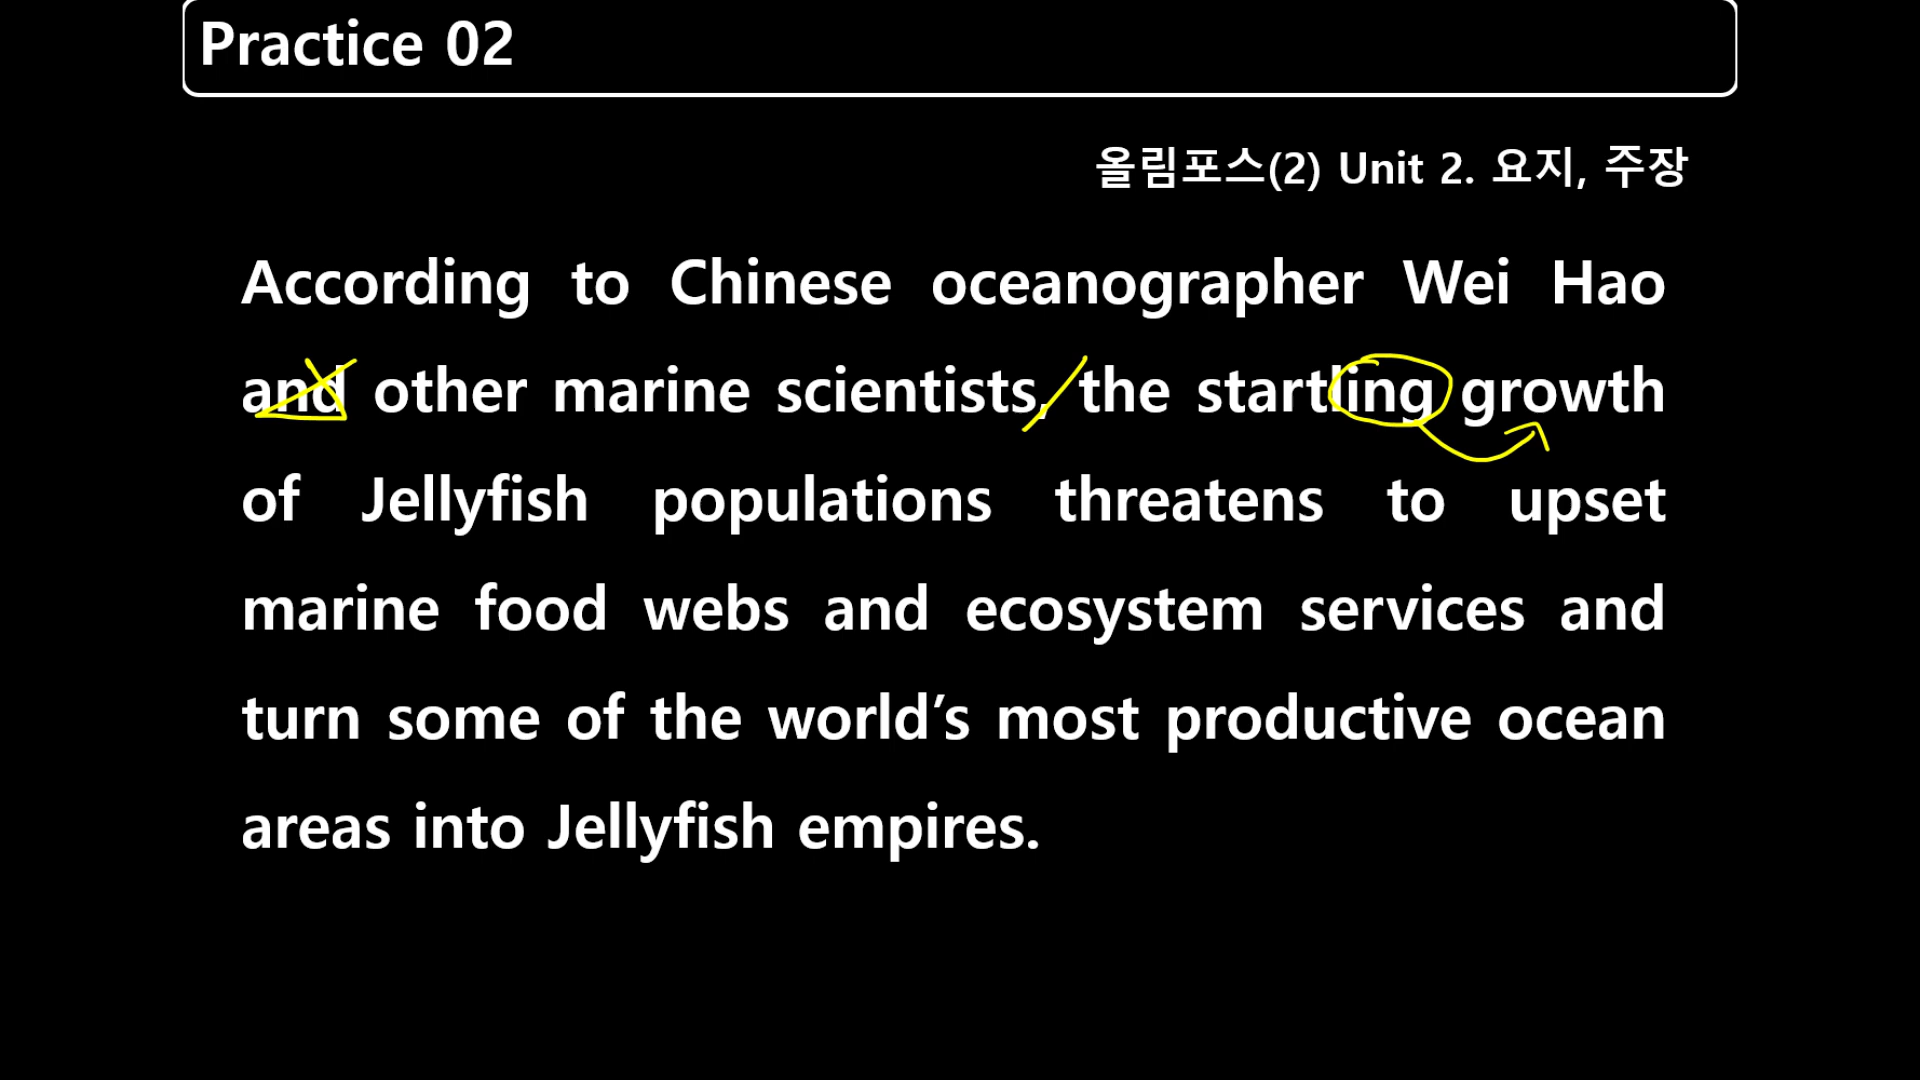 Practice 02
올림포스(2) Unit 2. 요지, 주장
According to Chinese oceanographer Wei Hao
and other marine scientists, the startling growth
of Jellyfish populations threatens to upset
marine food webs and ecosystem services and
turn some of the world’s most productive ocean
areas into Jellyfish empires.